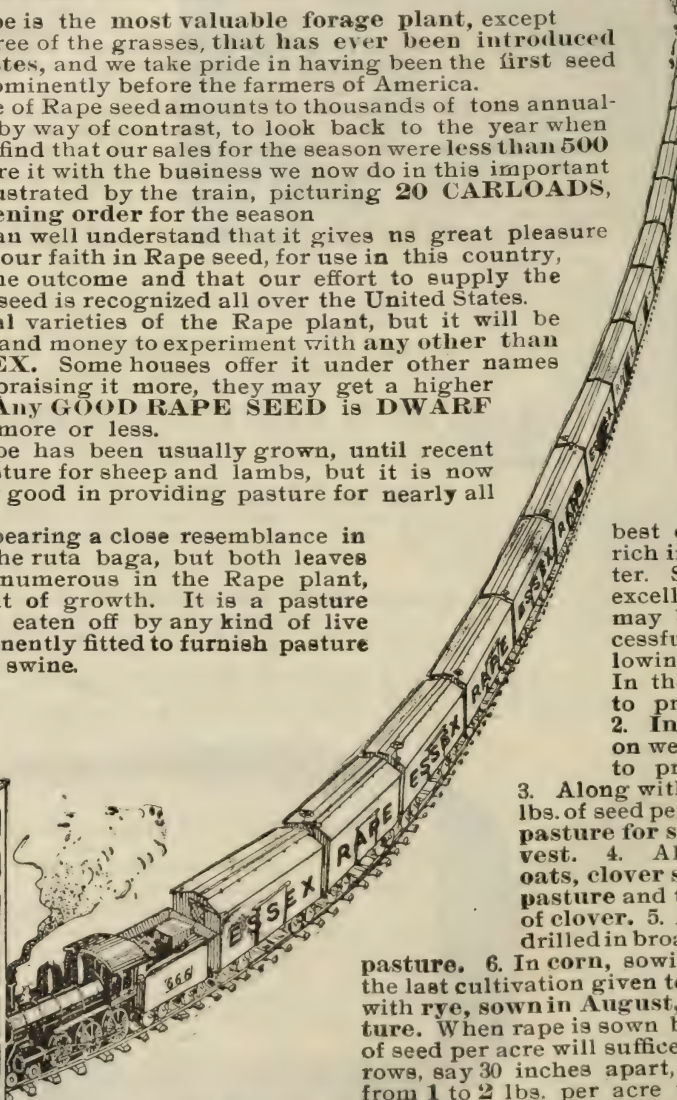 is the most valuable forage plant, except
ree of the grasses, that has ever been introduced
tes, and we take pride in having been the first seed
ominently before the farmers of America.
of Rape seed amounts to thousands of tons annual-
by way of contrast, to look back to the year when
find that our sales for the season were less than 500
re it with the business we now do in this important
ustrated by the train, picturing 20 CARLOADS,
ening order for the season
an well understand that it gives ns great pleasure
our faith in Rape seed, for use in this country,
ne outcome and that our effort to supply the
seed is recognized all over the United States.
al varieties of the Rape plant, but it will be
and money to experiment with any other than
EX. Some houses offer it under other names
praising it more, they may get a higher
Any GOOD RAPE SEED is DWARF
more or less.
pe has been usually grown, until recent
ture for sheep and lambs, but it is now
good in providing pasture for nearly all
bearing a close resemblance in
he ruta baga, but both leaves
numerous in the Rape plant,
t of growth. It is a pasture
eaten off by any kind of live
nently fitted to furnish pasture
swine.
best
rich i
ter. S
excell
may
cessfu
lowin
In th
to pr
2. In
on we
to pr
3. Along wit
lbs. of seed pe
pasture for s
vest. 4. Al
oats, clover s
pasture and
of clover. 5.
drilled in broa
pasture. 6. In corn, sowi
the last cultivation given t
with rye, sown in August,
ture. When rape is sown b
of seed per acre will suffice
rows, say 30 inches apart,
from 1 to 2 lbs. per acre
ESSEX
RAPE
ESSEX
RAPE
ESSEX
RAPE
ESSEX
666